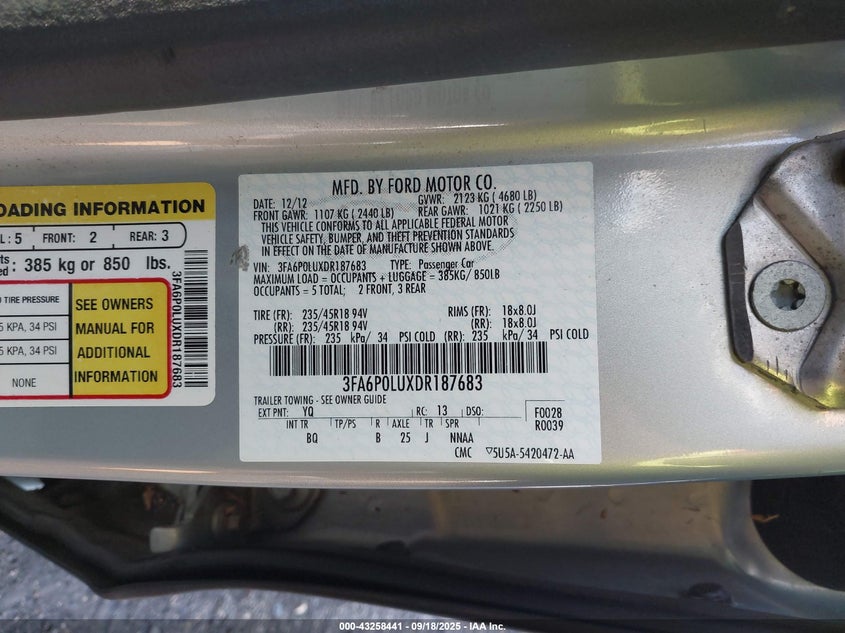 OADING INFORMATION
L : 5 FRONT: 2 REAR: 3
385 kg or 850 lbs.
TIRE PRESSURE
5 KPA, 34 PSI
5 KPA, 34 PSI
NONE
SEE OWNERS
MANUAL FOR
ADDITIONAL
INFORMATION
3FA6P0LUXDR187683
MFD. BY FORD MOTOR CO.
DATE: 12/12 GVWR: 2123 KG ( 4680 LB)
FRONT GAWR: 1107 KG ( 2440 LB) REAR GAWR: 1021 KG ( 2250 LB)
THIS VEHICLE CONFORMS TO ALL APPLICABLE FEDERAL MOTOR
VEHICLE SAFETY, BUMPER, AND THEFT PREVENTION STANDARDS
IN EFFECT ON THE DATE OF MANUFACTURE SHOWN ABOVE.
VIN: 3FA6P0LUXDR187683 TYPE: Passenger Car
MAXIMUM LOAD = OCCUPANTS + LUGGAGE = 385KG/ 850LB
OCCUPANTS = 5 TOTAL; 2 FRONT, 3 REAR
TIRE (FR): 235/45R18 94V RIMS (FR): 18x8.0J
(RR): 235/45R18 94V (RR): 18x8.0J
PRESSURE (FR): 235 kPa/ 34 PSI COLD (RR): 235 kPa/ 34 PSI COLD
3FA6P0LUXDR187683
TRAILER TOWING - SEE OWNER GUIDE
EXT PNT: YQ RC: 13 DSO: F0028
INT TR TP/PS R AXLE TR SPR R0039
BQ B 25 J NNAA
CMC ▽5U5A-5420472-AA
000-43258441 - 09/18/2025 - IAA Inc.